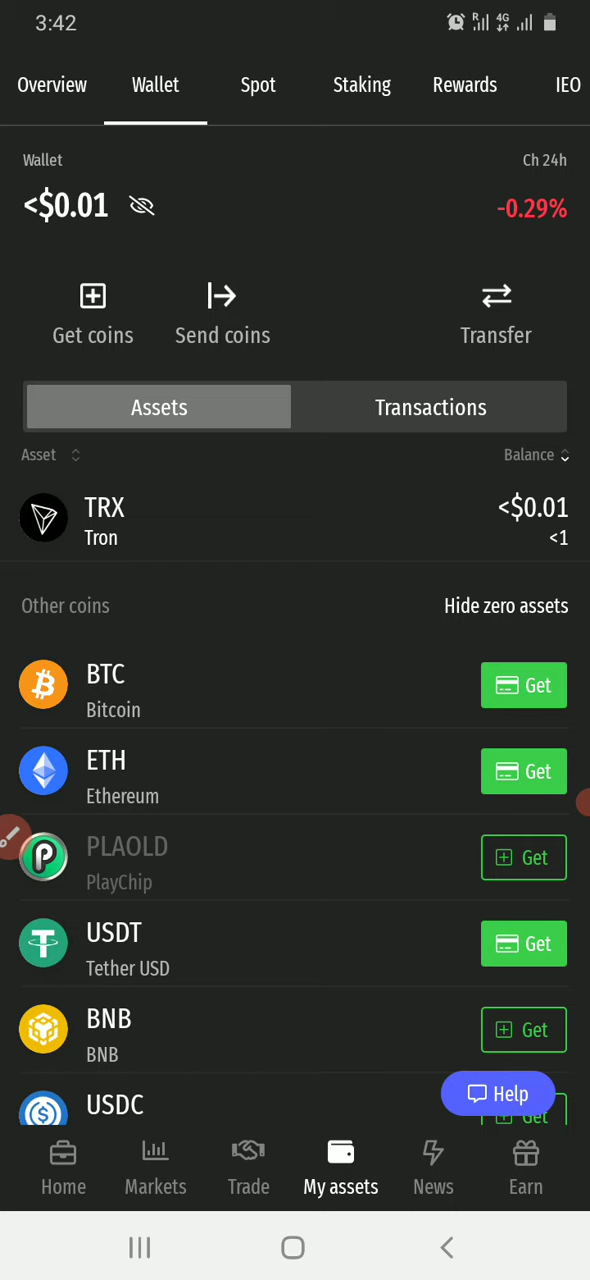 3:42
R 4G
Overview Wallet Spot Staking Rewards IEO
Wallet Ch 24h
<$0.01 -0.29%
Get coins Send coins Transfer
Assets Transactions
Asset Balance
TRX <$0.01
Tron <1
Other coins Hide zero assets
BTC
Bitcoin Get
ETH
Ethereum Get
PLAOLD
PlayChip Get
USDT
Tether USD Get
BNB
BNB Get
USDC
Help
Get
Home Markets Trade My assets News Earn